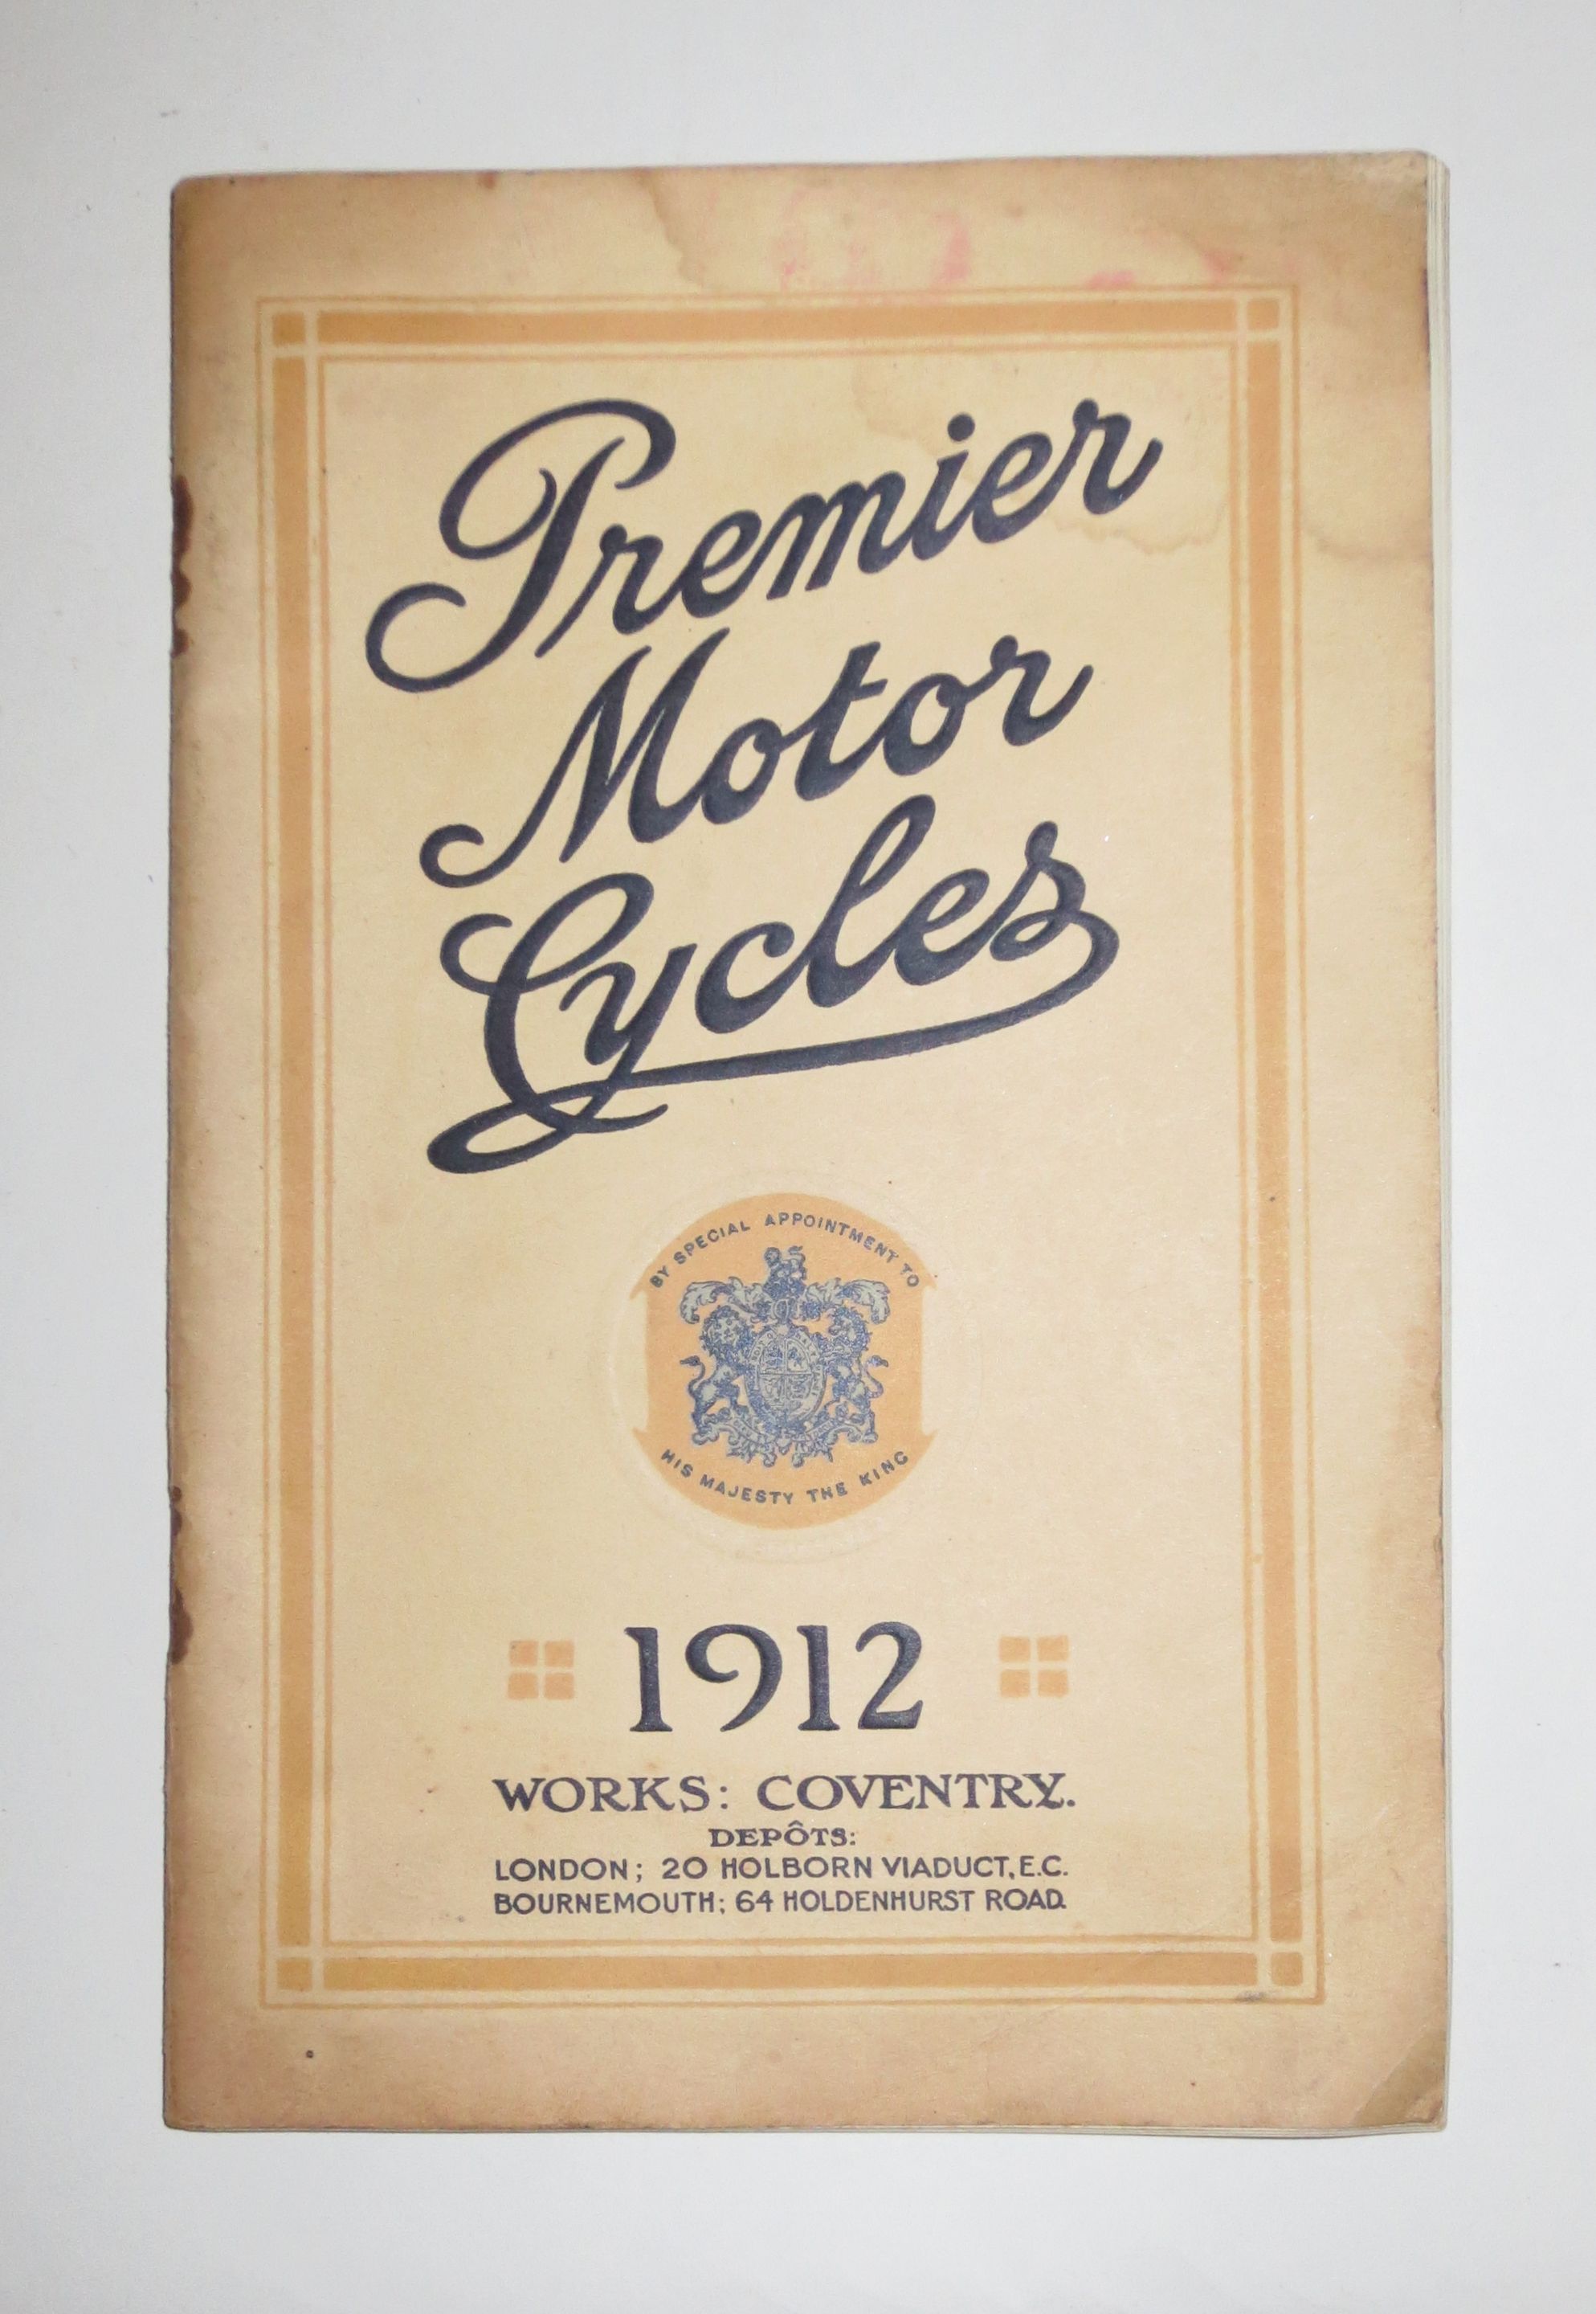 Premier
Motor
Cycles
BY SPECIAL APPOINTMENT TO
HIS MAJESTY THE KING
1912
WORKS: COVENTRY.
DEPÔTS:
LONDON; 20 HOLBORN VIADUCT, E.C.
BOURNEMOUTH; 64 HOLDENHURST ROAD.